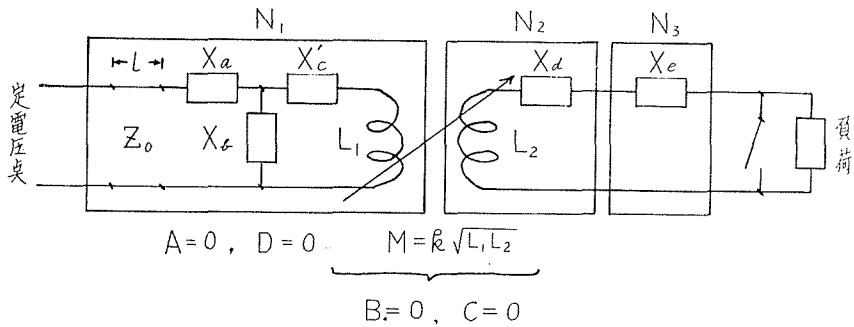 N₁
N₂
N₃
l
Xa
X'c
Xd
Xe
定電圧点
Z₀
Xb
L₁
L₂
負荷
A=0, D=0
M=k√L₁L₂
B=0, C=0